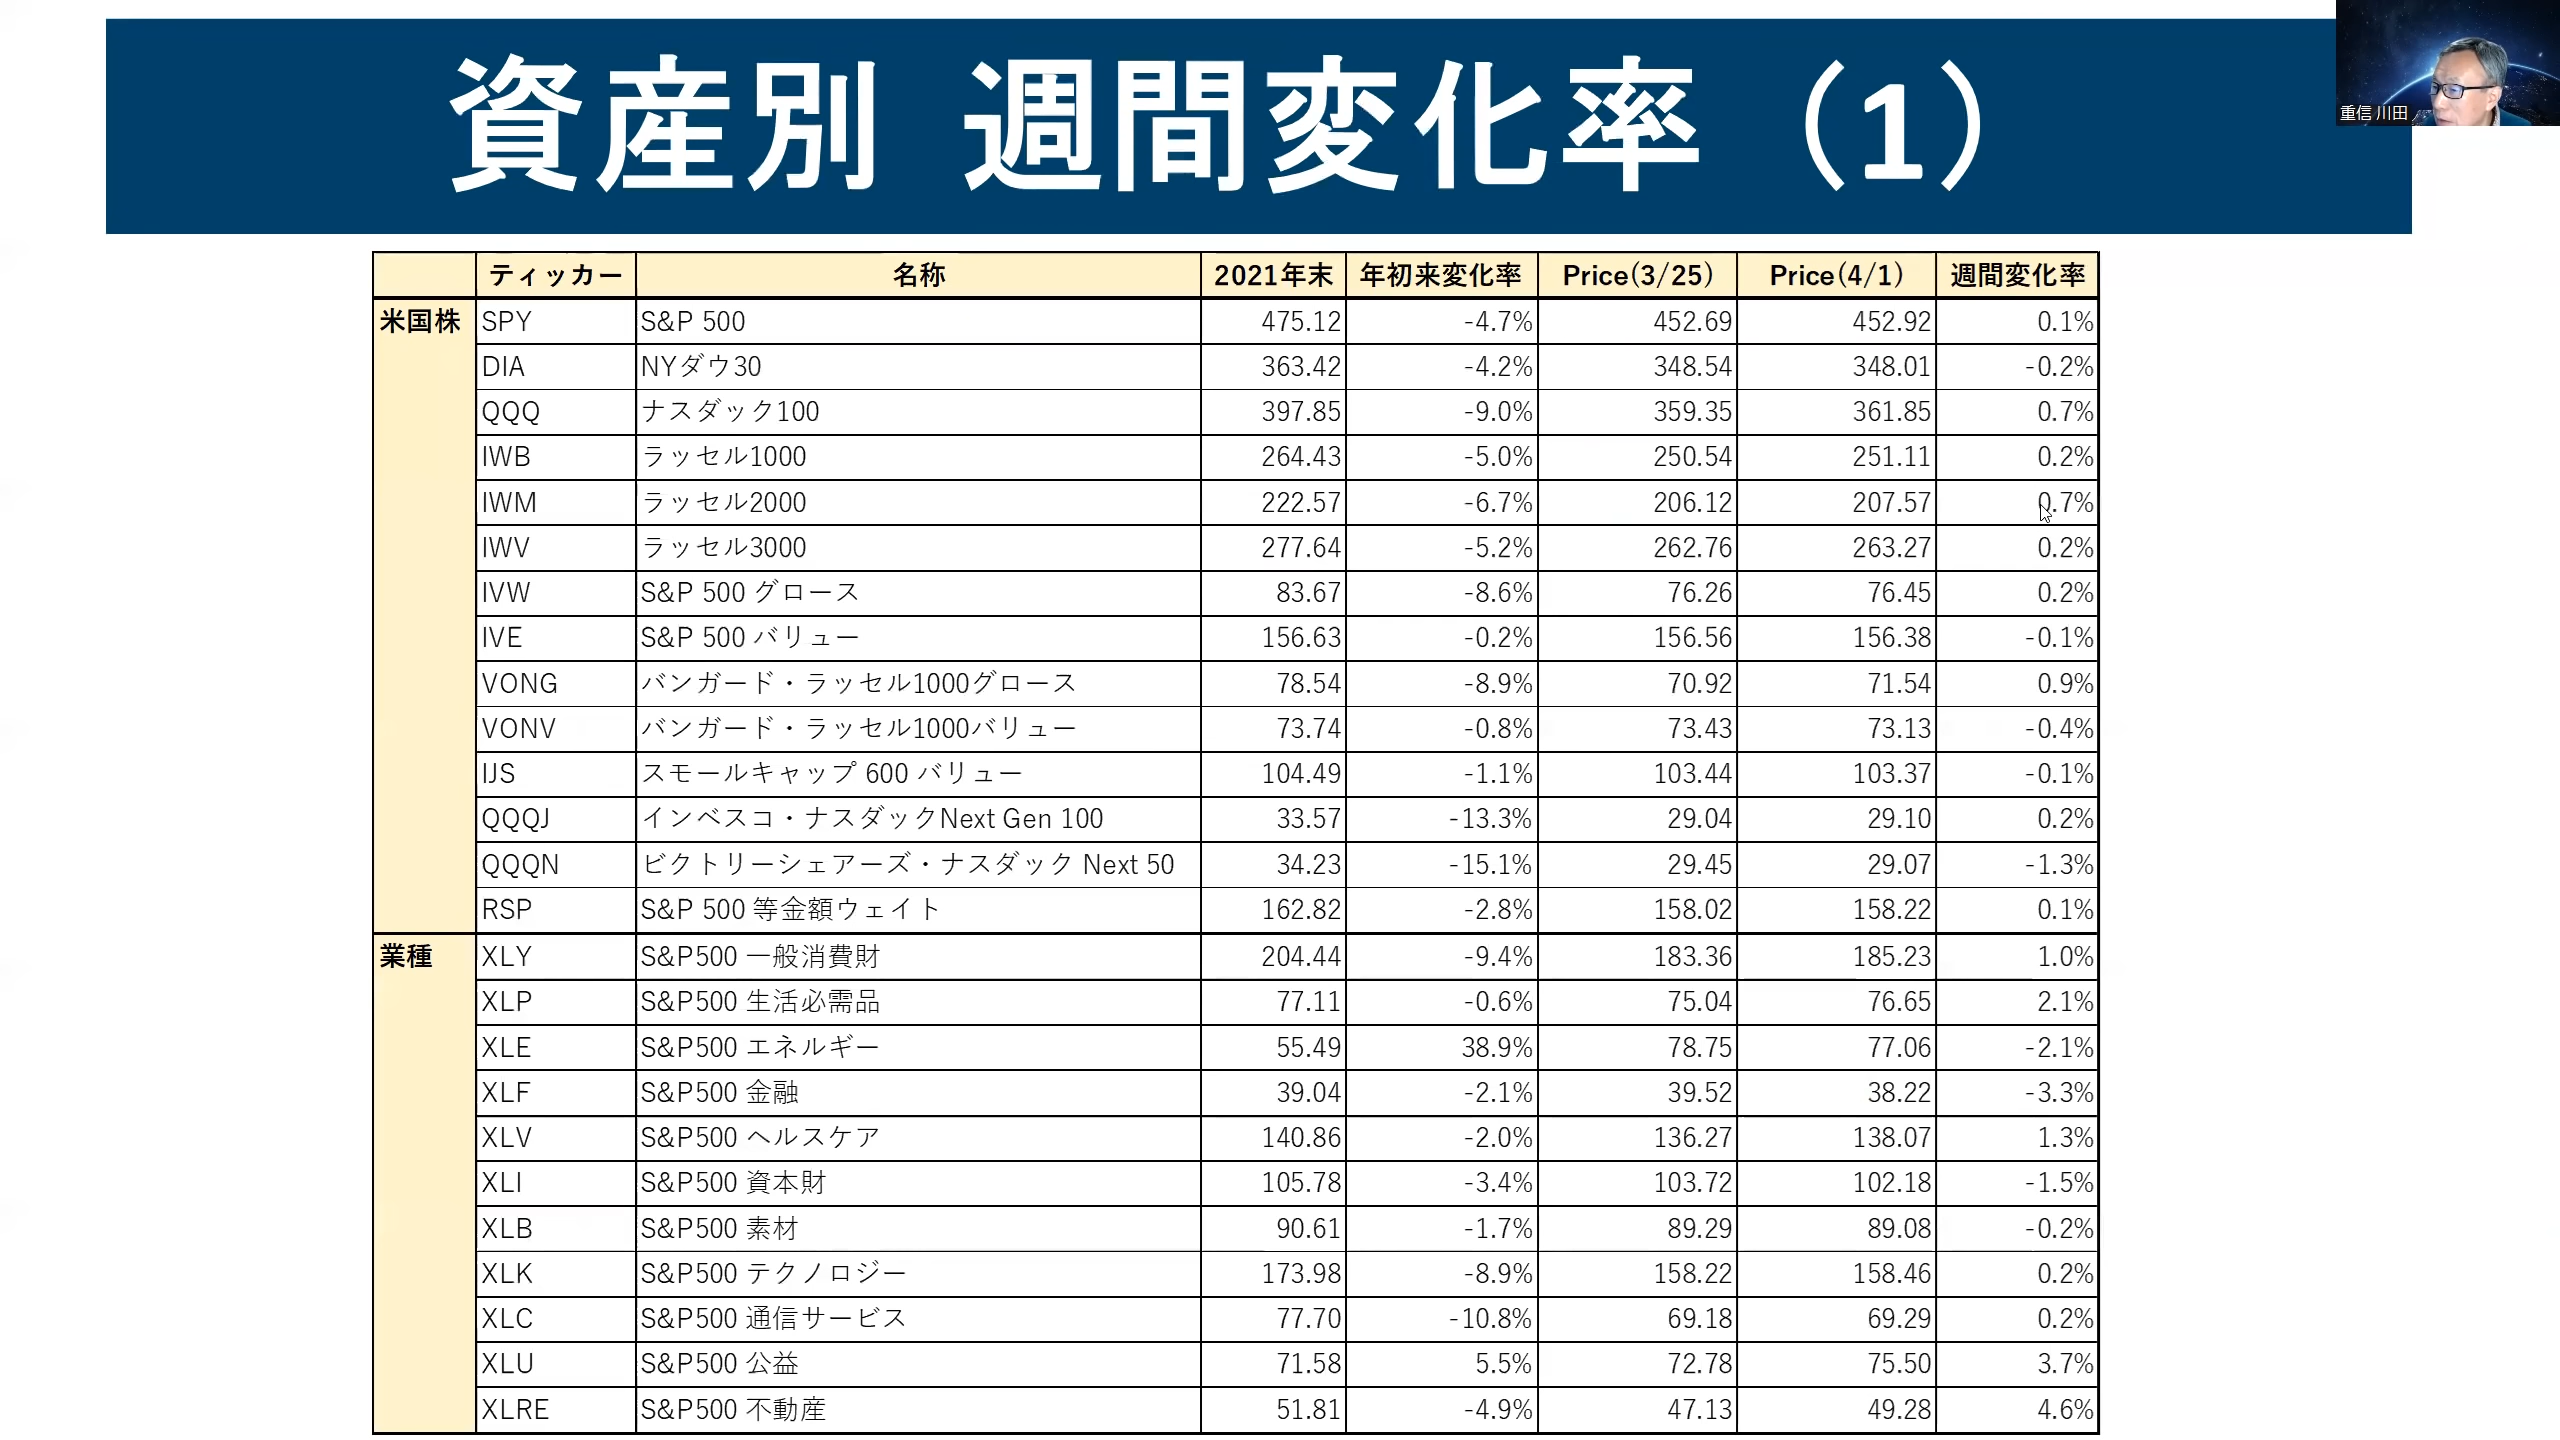 資産別 週間変化率（1）
重信 川田
ティッカー 名称 2021年末 年初来変化率 Price(3/25) Price(4/1) 週間変化率
米国株 SPY S&P 500 475.12 -4.7% 452.69 452.92 0.1%
DIA NYダウ30 363.42 -4.2% 348.54 348.01 -0.2%
QQQ ナスダック100 397.85 -9.0% 359.35 361.85 0.7%
IWB ラッセル1000 264.43 -5.0% 250.54 251.11 0.2%
IWM ラッセル2000 222.57 -6.7% 206.12 207.57 0.7%
IWV ラッセル3000 277.64 -5.2% 262.76 263.27 0.2%
IVW S&P 500 グロース 83.67 -8.6% 76.26 76.45 0.2%
IVE S&P 500 バリュー 156.63 -0.2% 156.56 156.38 -0.1%
VONG バンガード・ラッセル1000グロース 78.54 -8.9% 70.92 71.54 0.9%
VONV バンガード・ラッセル1000バリュー 73.74 -0.8% 73.43 73.13 -0.4%
IJS スモールキャップ 600 バリュー 104.49 -1.1% 103.44 103.37 -0.1%
QQQJ インベスコ・ナスダックNext Gen 100 33.57 -13.3% 29.04 29.10 0.2%
QQQN ビクトリーシェアーズ・ナスダック Next 50 34.23 -15.1% 29.45 29.07 -1.3%
RSP S&P 500 等金額ウェイト 162.82 -2.8% 158.02 158.22 0.1%
業種 XLY S&P500 一般消費財 204.44 -9.4% 183.36 185.23 1.0%
XLP S&P500 生活必需品 77.11 -0.6% 75.04 76.65 2.1%
XLE S&P500 エネルギー 55.49 38.9% 78.75 77.06 -2.1%
XLF S&P500 金融 39.04 -2.1% 39.52 38.22 -3.3%
XLV S&P500 ヘルスケア 140.86 -2.0% 136.27 138.07 1.3%
XLI S&P500 資本財 105.78 -3.4% 103.72 102.18 -1.5%
XLB S&P500 素材 90.61 -1.7% 89.29 89.08 -0.2%
XLK S&P500 テクノロジー 173.98 -8.9% 158.22 158.46 0.2%
XLC S&P500 通信サービス 77.70 -10.8% 69.18 69.29 0.2%
XLU S&P500 公益 71.58 5.5% 72.78 75.50 3.7%
XLRE S&P500 不動産 51.81 -4.9% 47.13 49.28 4.6%